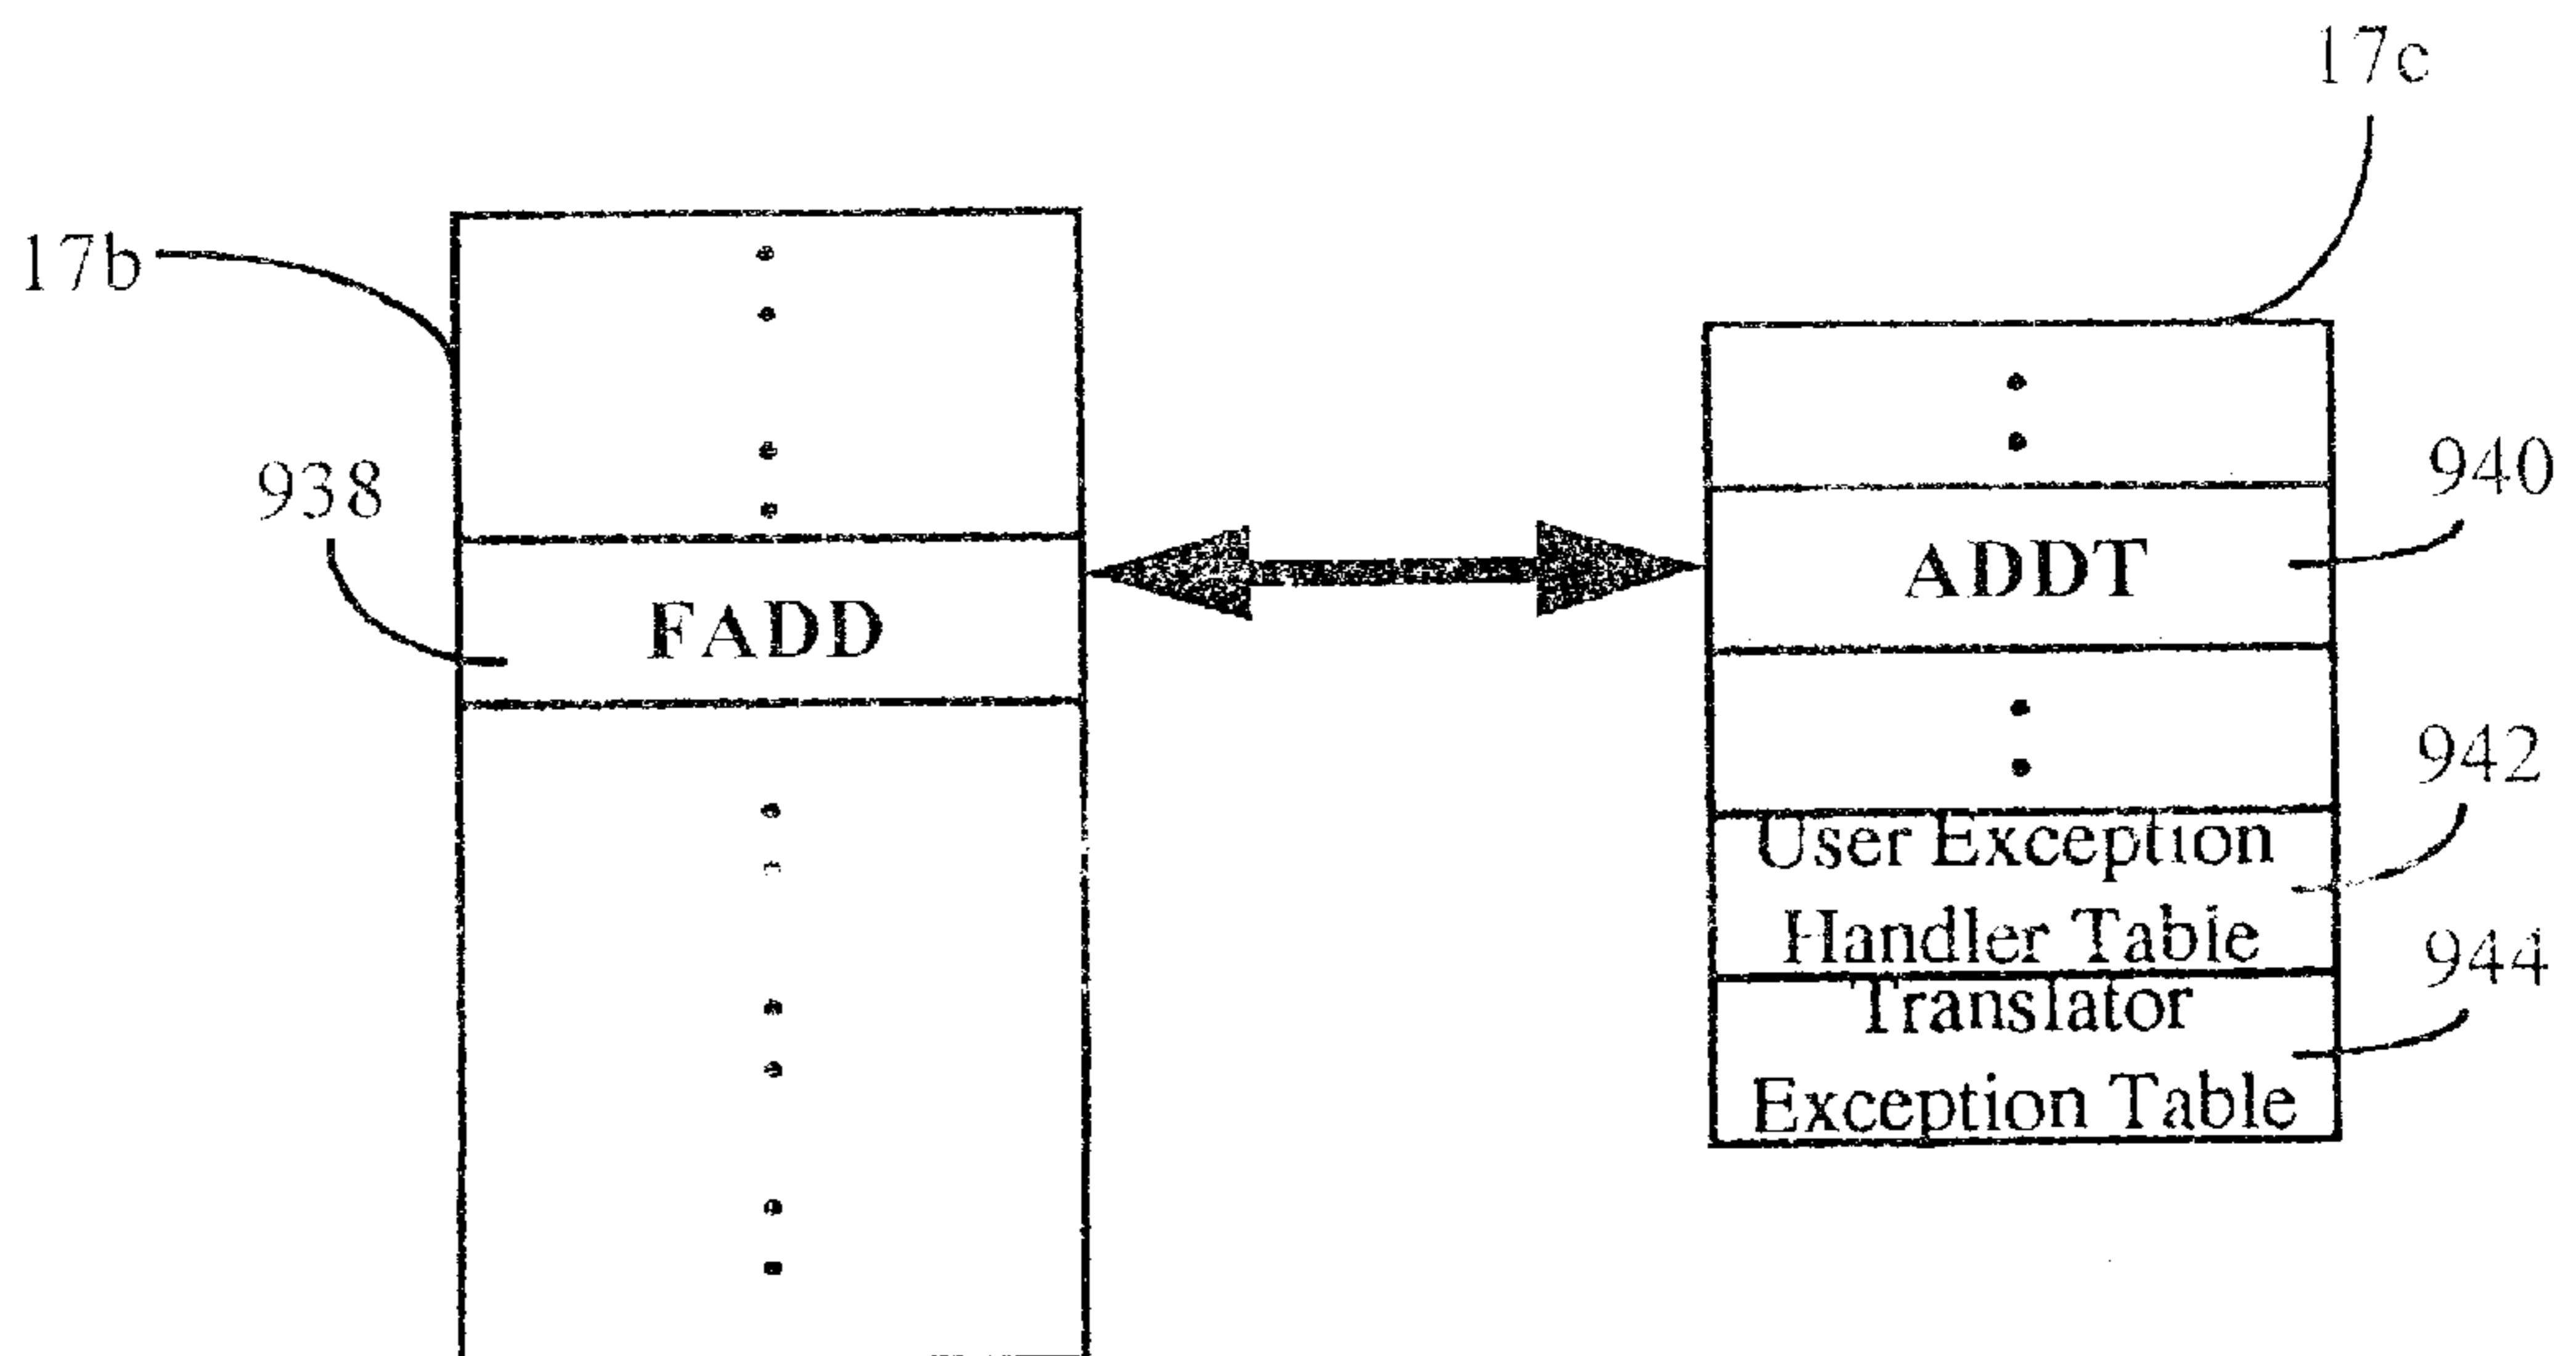 17c
17b
938
FADD
940
ADDT
942
User Exception
Handler Table
944
Translator
Exception Table